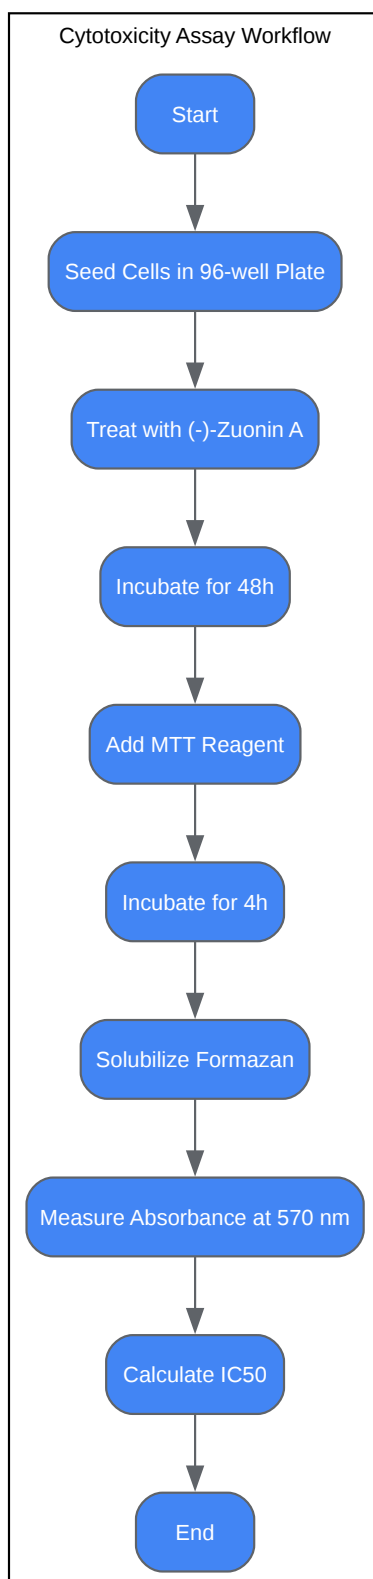 Cytotoxicity Assay Workflow
Start
Seed Cells in 96-well Plate
Treat with (-)-Zuonin A
Incubate for 48h
Add MTT Reagent
Incubate for 4h
Solubilize Formazan
Measure Absorbance at 570 nm
Calculate IC50
End